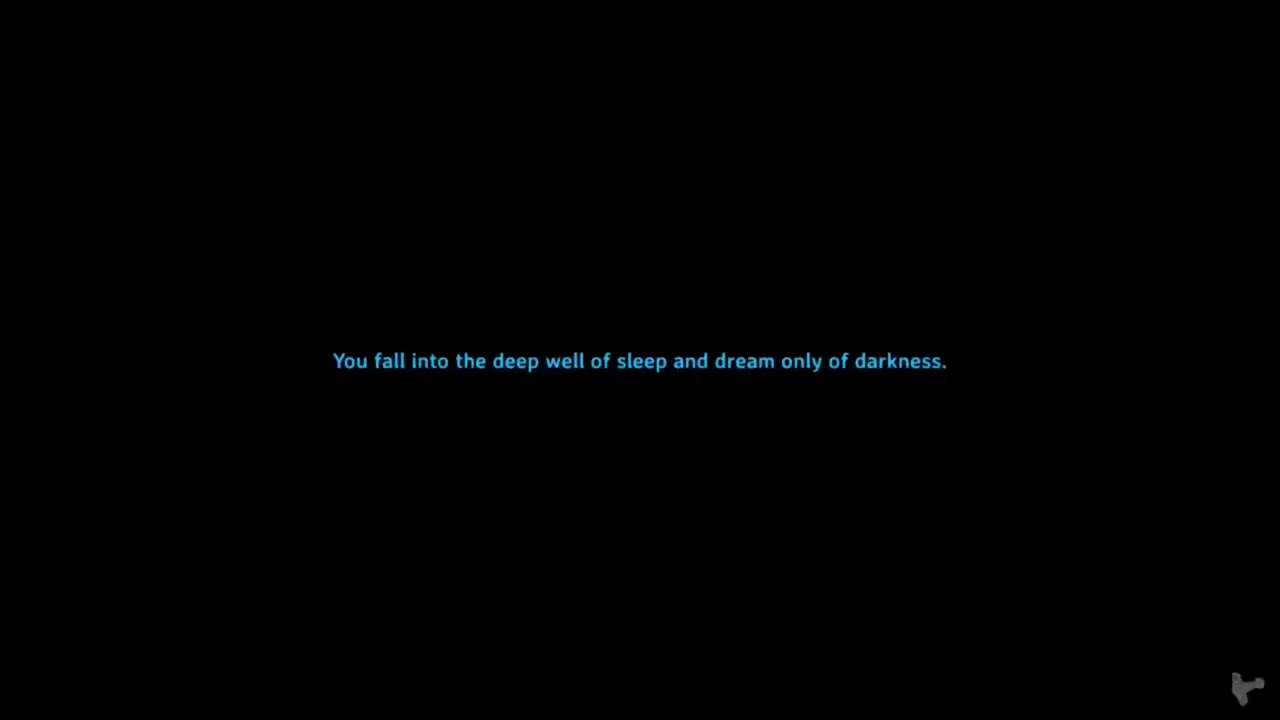 You fall into the deep well of sleep and dream only of darkness.